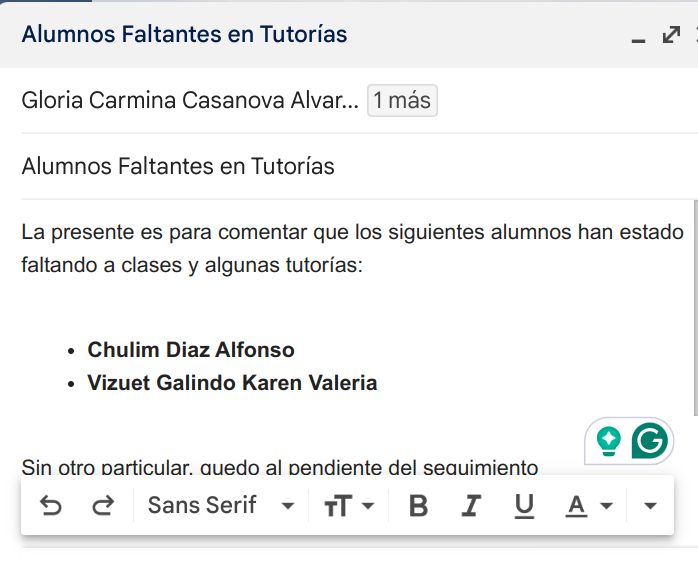 Alumnos Faltantes en Tutorías
Gloria Carmina Casanova Alvar... 1 más
Alumnos Faltantes en Tutorías
La presente es para comentar que los siguientes alumnos han estado
faltando a clases y algunas tutorías:
• Chulim Diaz Alfonso
• Vizuet Galindo Karen Valeria
Sin otro particular, quedo al pendiente del seguimiento
Sans Serif
B I U A